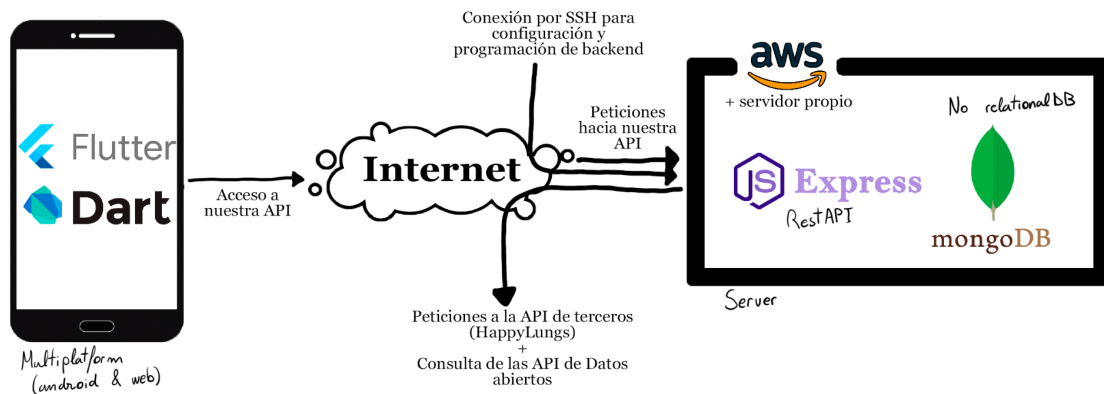 Flutter
Dart
Multiplatform
(android & web)
Acceso a
nuestra API
Conexión por SSH para
configuración y
programación de backend
Internet
Peticiones
hacia nuestra
API
Peticiones a la API de terceros
(HappyLungs)
+
Consulta de las API de Datos
abiertos
aws
+ servidor propio
No relationalDB
JS Express
RestAPI
mongoDB
Server